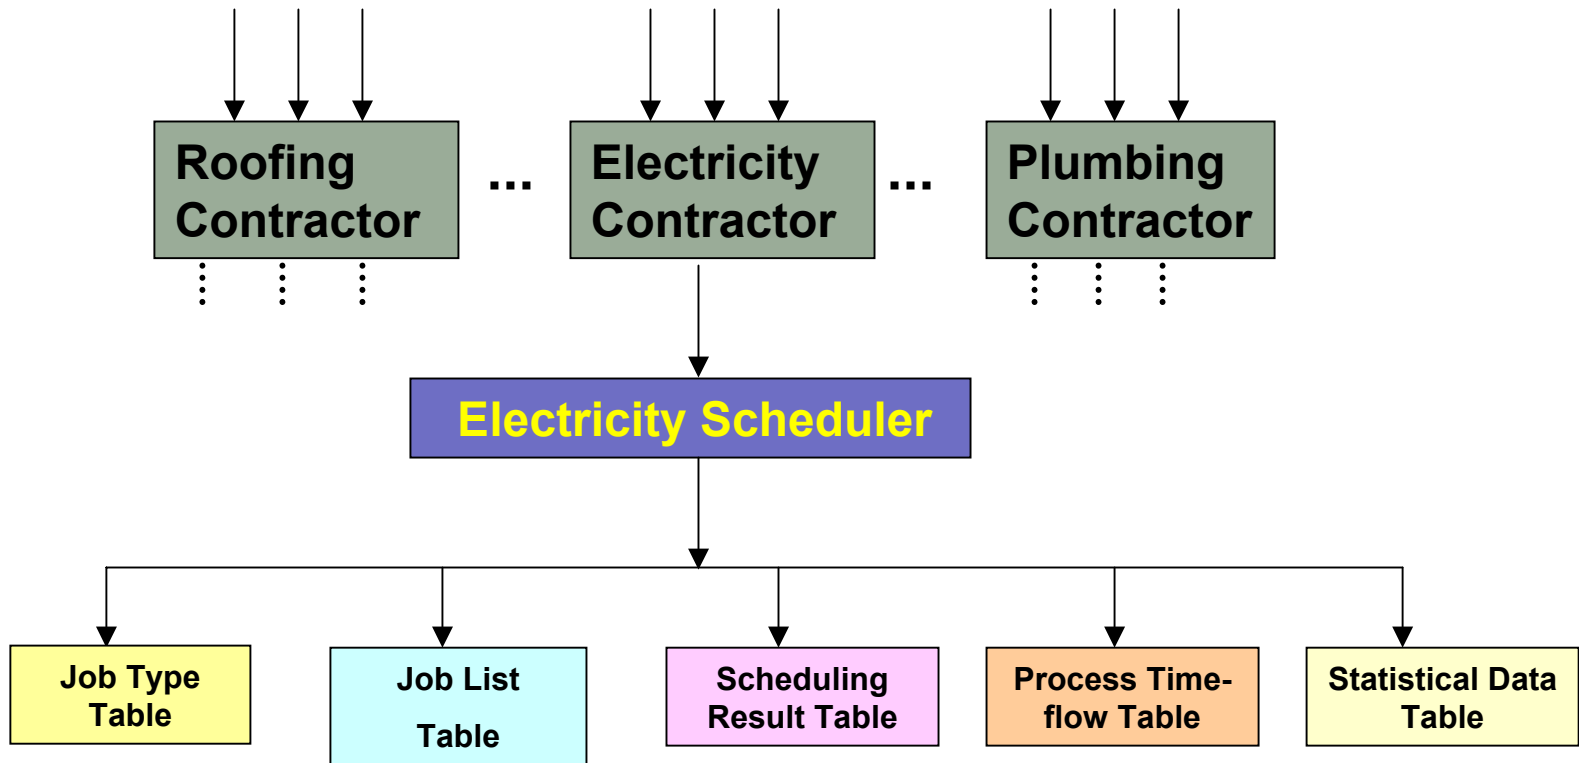 Roofing
Contractor
...
Electricity
Contractor
...
Plumbing
Contractor
Electricity Scheduler
Job Type
Table
Job List
Table
Scheduling
Result Table
Process Time-
flow Table
Statistical Data
Table